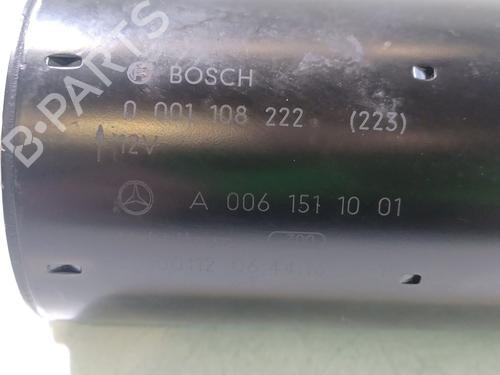 B-PARTS
BOSCH
0 001 108 222 (223)
12V
A 006 151 10 01